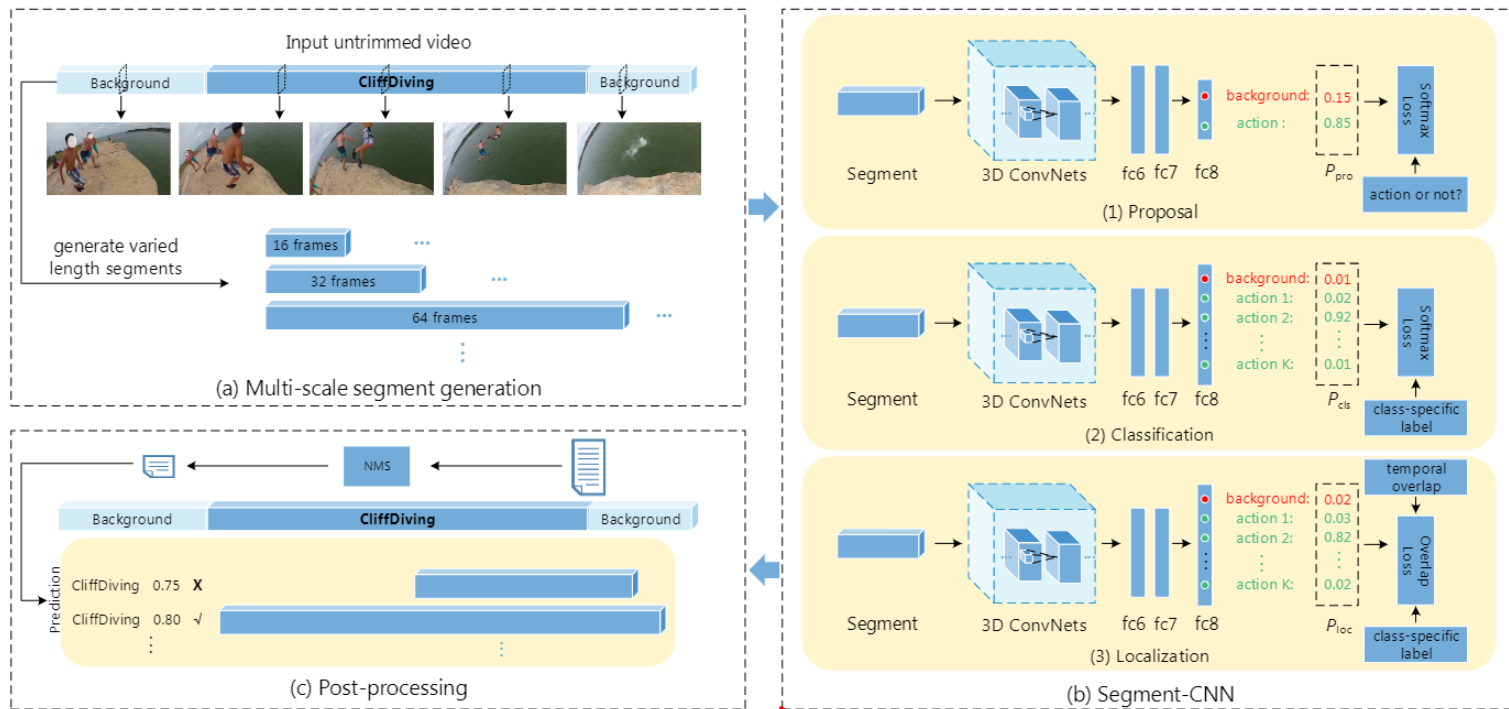 Input untrimmed video
Background
CliffDiving
Background
generate varied
length segments
16 frames
...
32 frames
...
64 frames
...
⋮
(a) Multi-scale segment generation
NMS
Background
CliffDiving
Background
Prediction
CliffDiving 0.75 X
CliffDiving 0.80 √
⋮
⋮
(c) Post-processing
Segment
3D ConvNets
fc6 fc7 fc8
background: 0.15
action : 0.85
Ppro
Softmax
Loss
action or not?
(1) Proposal
Segment
3D ConvNets
fc6 fc7 fc8
background: 0.01
action 1: 0.02
action 2: 0.92
⋮ ⋮
action K: 0.01
Pcls
Softmax
Loss
class-specific
label
(2) Classification
Segment
3D ConvNets
fc6 fc7 fc8
background: 0.02
action 1: 0.03
action 2: 0.82
⋮ ⋮
action K: 0.02
Ploc
temporal
overlap
Overlap
Loss
class-specific
label
(3) Localization
(b) Segment-CNN